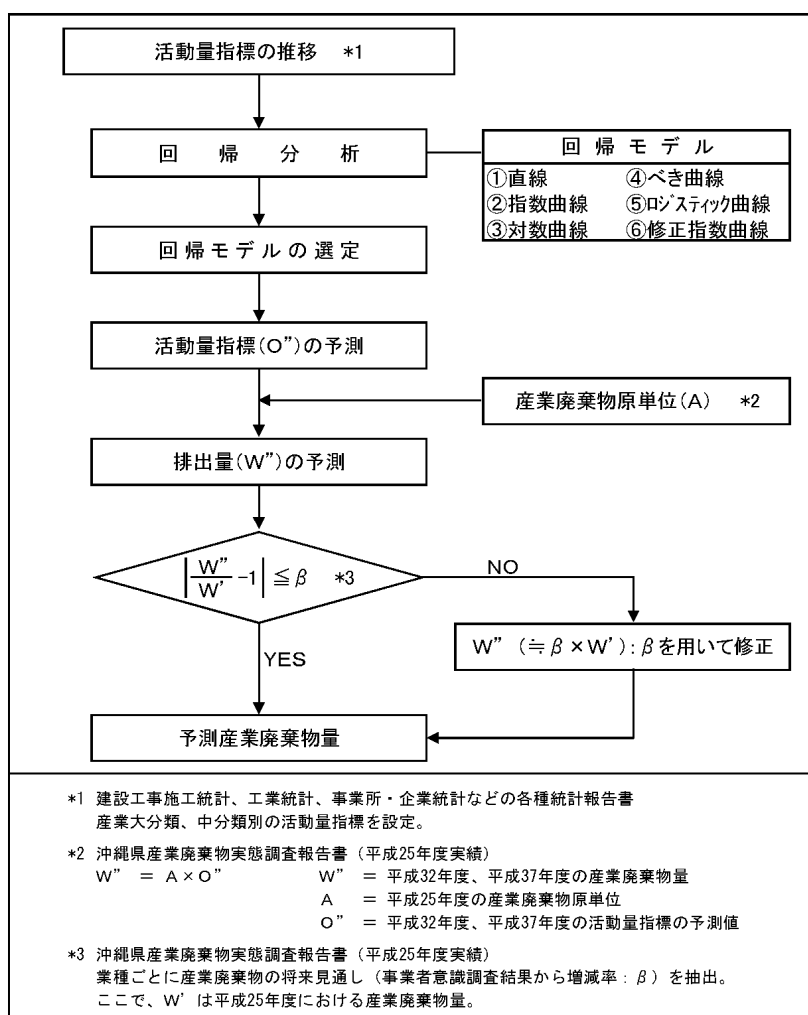 活動量指標の推移 *1
回帰分析
回帰モデル
①直線 ④べき曲線
②指数曲線 ⑤ロジスティック曲線
③対数曲線 ⑥修正指数曲線
回帰モデルの選定
活動量指標(O”)の予測
産業廃棄物原単位(A) *2
排出量(W”)の予測
|W”/W’-1|≦β *3
NO
W” (≒β×W’):βを用いて修正
YES
予測産業廃棄物量
*1 建設工事施工統計、工業統計、事業所・企業統計などの各種統計報告書
産業大分類、中分類別の活動量指標を設定。
*2 沖縄県産業廃棄物実態調査報告書(平成25年度実績)
W” = A×O” W” = 平成32年度、平成37年度の産業廃棄物量
A = 平成25年度の産業廃棄物原単位
O” = 平成32年度、平成37年度の活動量指標の予測値
*3 沖縄県産業廃棄物実態調査報告書(平成25年度実績)
業種ごとに産業廃棄物の将来見通し(事業者意識調査結果から増減率:β)を抽出。
ここで、W’は平成25年度における産業廃棄物量。